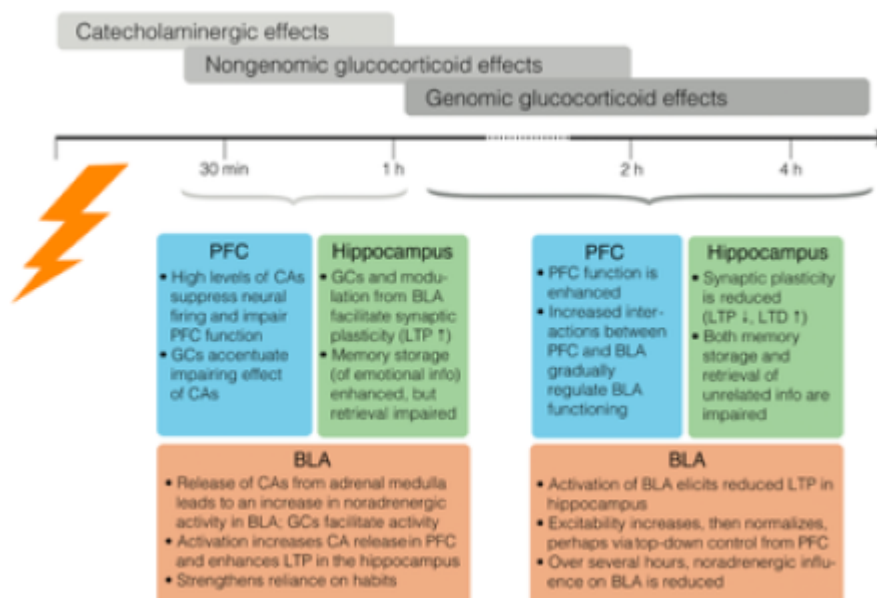 Catecholaminergic effects
Nongenomic glucocorticoid effects
Genomic glucocorticoid effects
30 min
1 h
2 h
4 h
PFC
• High levels of CAs
suppress neural
firing and impair
PFC function
• GCs accentuate
impairing effect
of CAs
Hippocampus
• GCs and modu-
lation from BLA
facilitate synaptic
plasticity (LTP ↑)
• Memory storage
(of emotional info)
enhanced, but
retrieval impaired
BLA
• Release of CAs from adrenal medulla
leads to an increase in noradrenergic
activity in BLA; GCs facilitate activity
• Activation increases CA release in PFC
and enhances LTP in the hippocampus
• Strengthens reliance on habits
PFC
• PFC function is
enhanced
• Increased inter-
actions between
PFC and BLA
gradually
regulate BLA
functioning
Hippocampus
• Synaptic plasticity
is reduced
(LTP ↓, LTD ↑)
• Both memory
storage and
retrieval of
unrelated info are
impaired
BLA
• Activation of BLA elicits reduced LTP in
hippocampus
• Excitability increases, then normalizes,
perhaps via top-down control from PFC
• Over several hours, noradrenergic influ-
ence on BLA is reduced